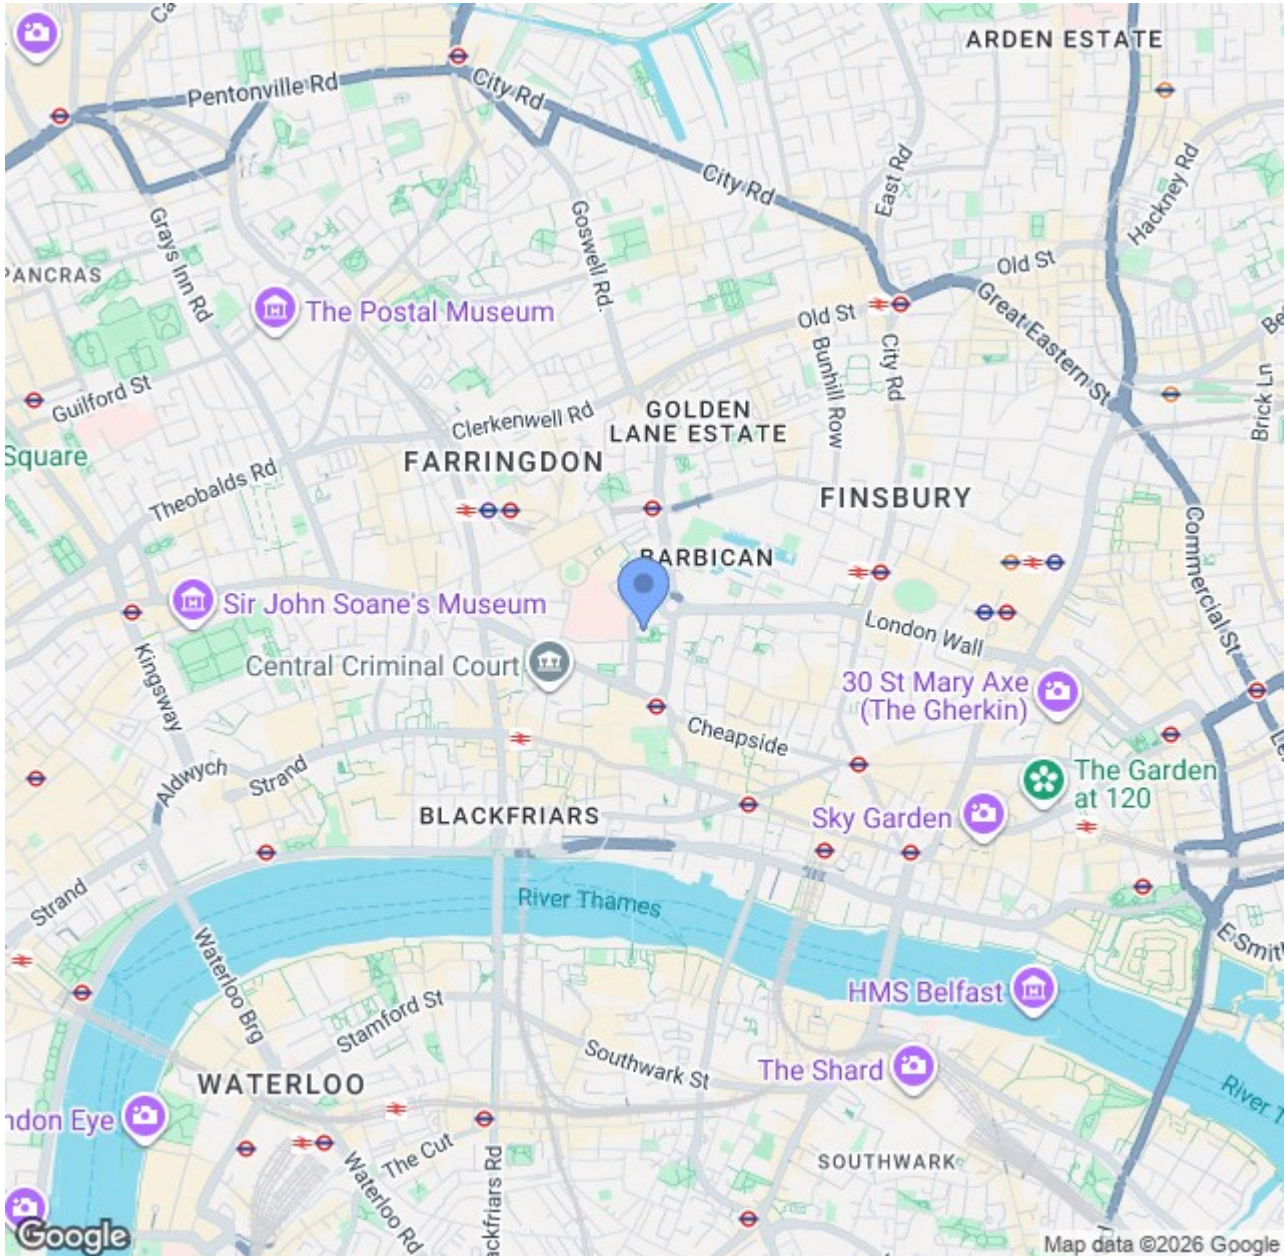 ARDEN ESTATE
Pentonville Rd
City Rd
City Rd
East Rd
Hackney Rd
Grays Inn Rd
Goswell Rd.
PANCRAS
Old St
Great Eastern St
The Postal Museum
Old St
City Rd
Bunhill Row
Guilford St
Clerkenwell Rd
GOLDEN
LANE ESTATE
Brick Ln
Square
Theobalds Rd
FARRINGDON
FINSBURY
Commercial St
BARBICAN
Sir John Soane's Museum
London Wall
Kingsway
Central Criminal Court
30 St Mary Axe
(The Gherkin)
Cheapside
Aldwych
Strand
The Garden
at 120
BLACKFRIARS
Sky Garden
Strand
River Thames
E Smith
Waterloo Brg
HMS Belfast
Stamford St
Southwark St
The Shard
WATERLOO
River T
ndon Eye
The Cut
Waterloo Rd
ackfriars Rd
SOUTHWARK
Google
Map data ©2026 Google